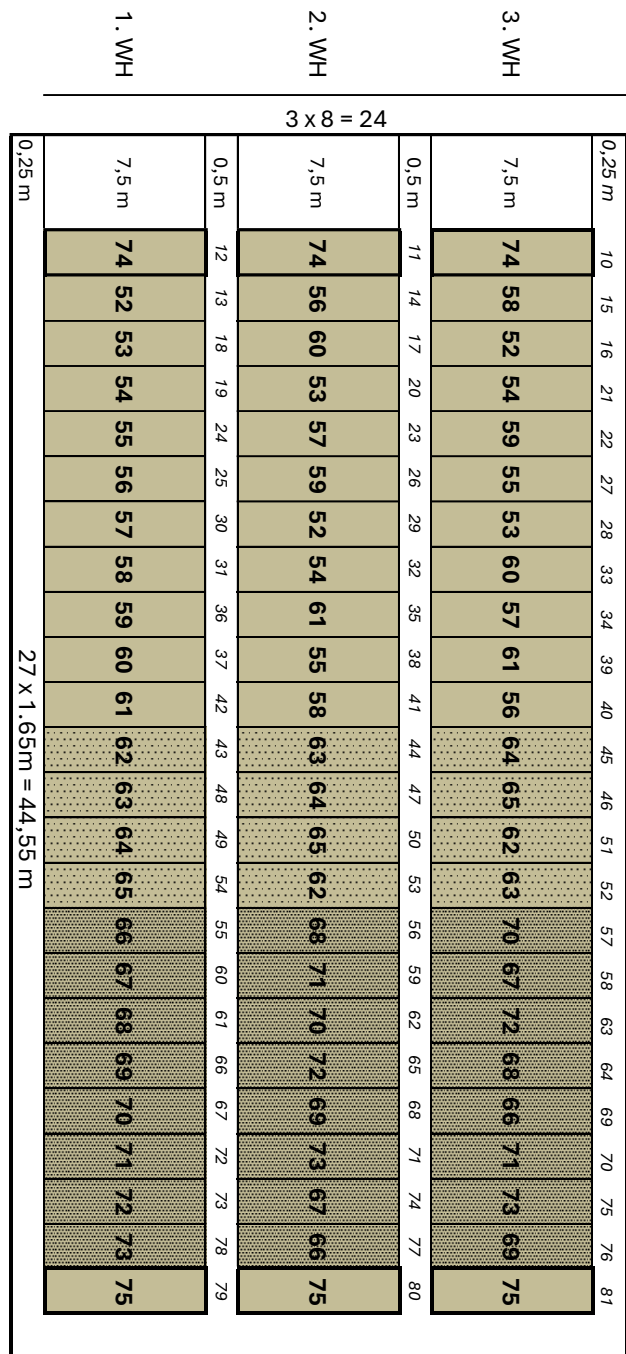 0,25 m 10 15 16 21 22 27 28 33 34 39 40 45 46 51 52 57 58 63 64 69 70 75 76 81
3. WH 7,5 m 74 58 52 54 59 55 53 60 57 61 56 64 65 62 63 70 67 72 68 66 71 73 69 75
0,5 m 11 14 17 20 23 26 29 32 35 38 41 44 47 50 53 56 59 62 65 68 71 74 77 80
2. WH 7,5 m 74 56 60 53 57 59 52 54 61 55 58 63 64 65 62 68 71 70 72 69 73 67 66 75
3 x 8 = 24
0,5 m 12 13 18 19 24 25 30 31 36 37 42 43 48 49 54 55 60 61 66 67 72 73 78 79
1. WH 7,5 m 74 52 53 54 55 56 57 58 59 60 61 62 63 64 65 66 67 68 69 70 71 72 73 75
0,25 m 27 x 1.65m = 44,55 m